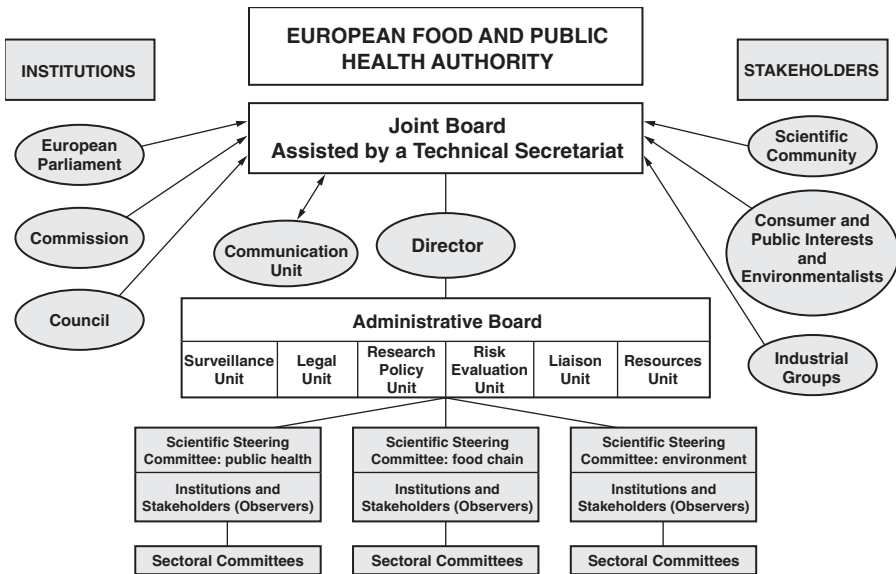 EUROPEAN FOOD AND PUBLIC
HEALTH AUTHORITY
INSTITUTIONS
STAKEHOLDERS
Joint Board
Assisted by a Technical Secretariat
European
Parliament
Scientific
Community
Commission
Communication
Unit
Director
Consumer and
Public Interests
and
Environmentalists
Council
Industrial
Groups
Administrative Board
Surveillance
Unit
Legal
Unit
Research
Policy
Unit
Risk
Evaluation
Unit
Liaison
Unit
Resources
Unit
Scientific Steering
Committee: public health
Institutions and
Stakeholders (Observers)
Sectoral Committees
Scientific Steering
Committee: food chain
Institutions and
Stakeholders (Observers)
Sectoral Committees
Scientific Steering
Committee: environment
Institutions and
Stakeholders (Observers)
Sectoral Committees